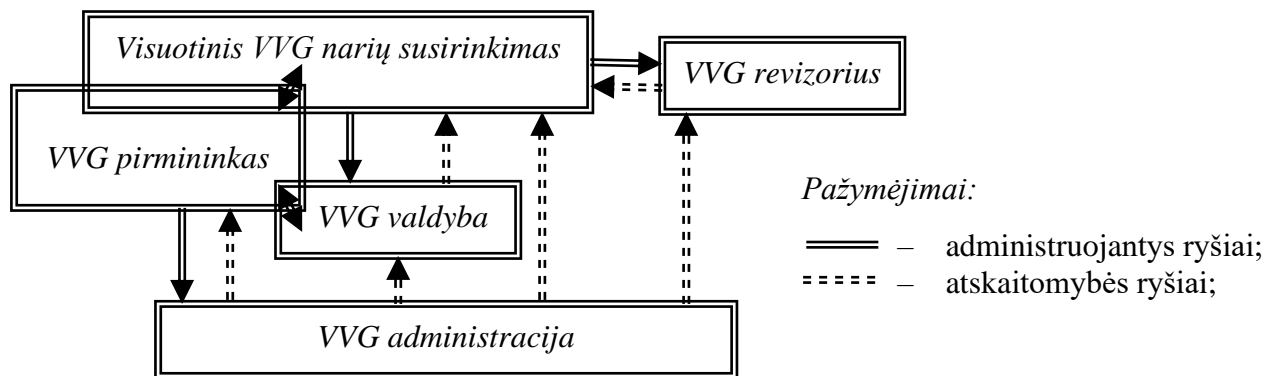 Visuotinis VVG narių susirinkimas
VVG revizorius
VVG pirmininkas
VVG valdyba
VVG administracija
Pažymėjimai:
– administruojantys ryšiai;
– atskaitomybės ryšiai;